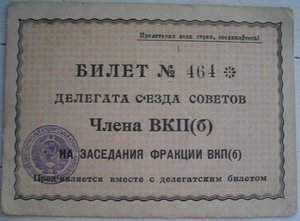 Пролетарии всех стран, соединяйтесь!
БИЛЕТ № 464
ДЕЛЕГАТА СЕЗДА СОВЕТОВ
Члена ВКП(б)
НА ЗАСЕДАНИЯ ФРАКЦИИ ВКП(б)
Предъявляется вместе с делегатским билетом